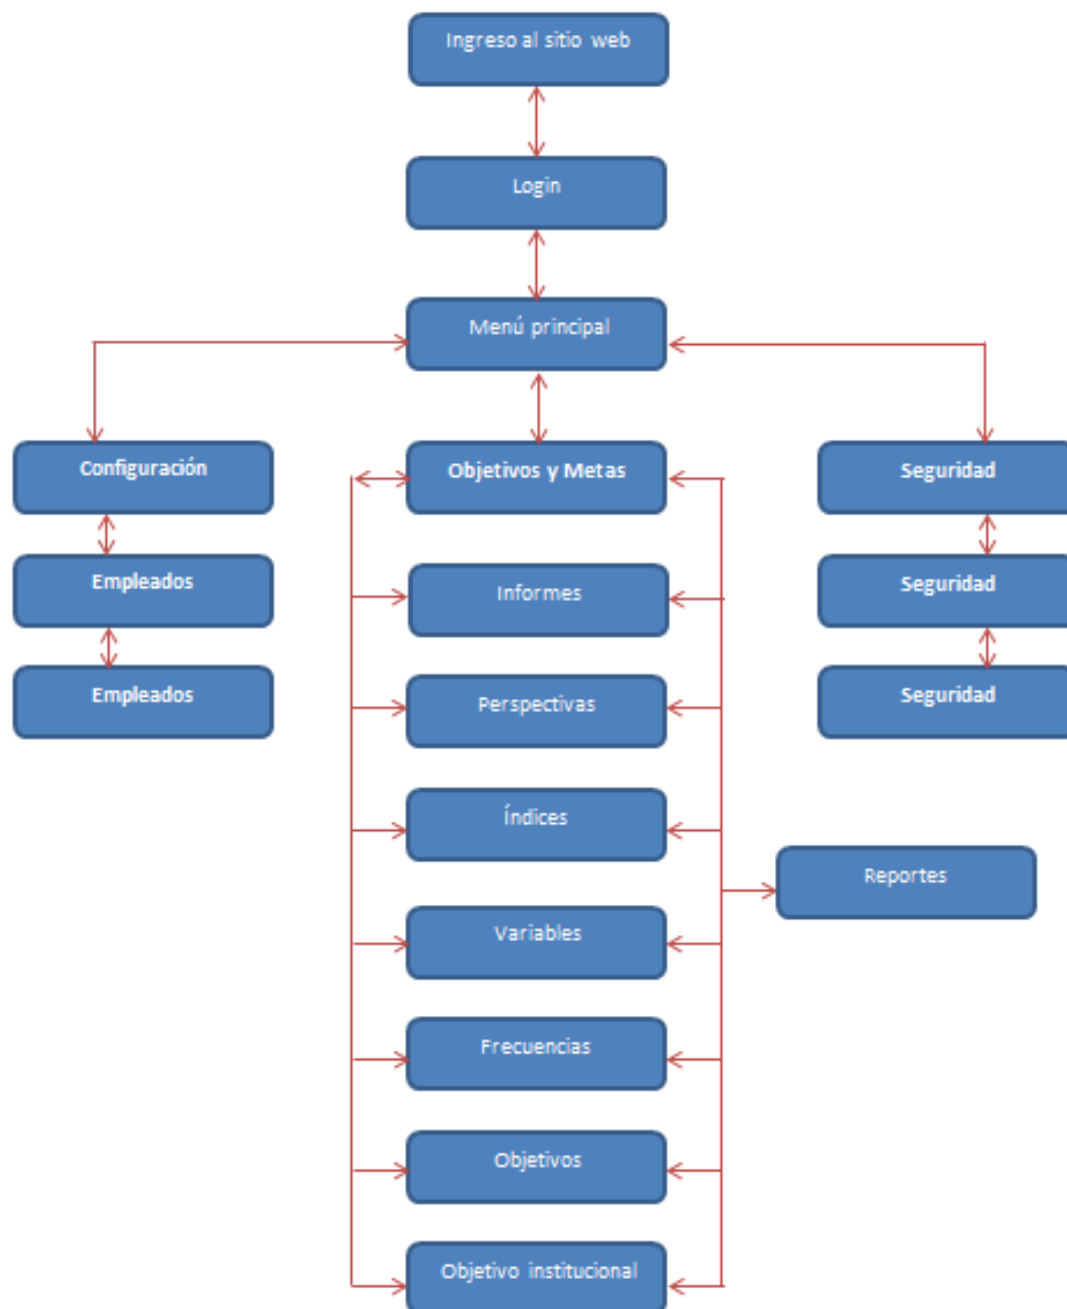 Ingreso al sitio web
Login
Menú principal
Configuración
Objetivos y Metas
Seguridad
Empleados
Informes
Seguridad
Empleados
Perspectivas
Seguridad
Índices
Reportes
Variables
Frecuencias
Objetivos
Objetivo institucional